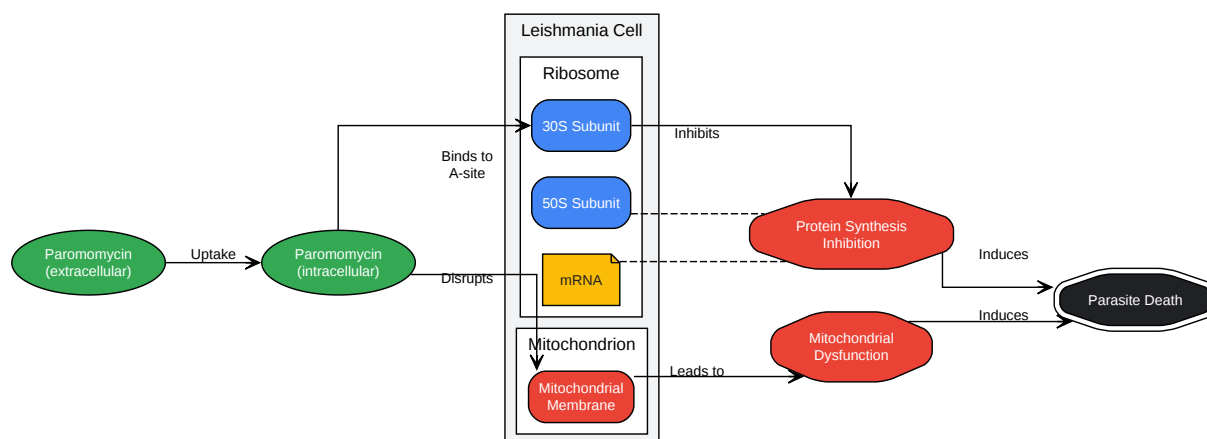 Leishmania Cell
Ribosome
30S Subunit
Inhibits
Binds to
A-site
50S Subunit
Protein Synthesis
Inhibition
Paromomycin
(extracellular)
Uptake
Paromomycin
(intracellular)
Disrupts
mRNA
Induces
Parasite Death
Induces
Mitochondrion
Mitochondrial
Dysfunction
Leads to
Mitochondrial
Membrane